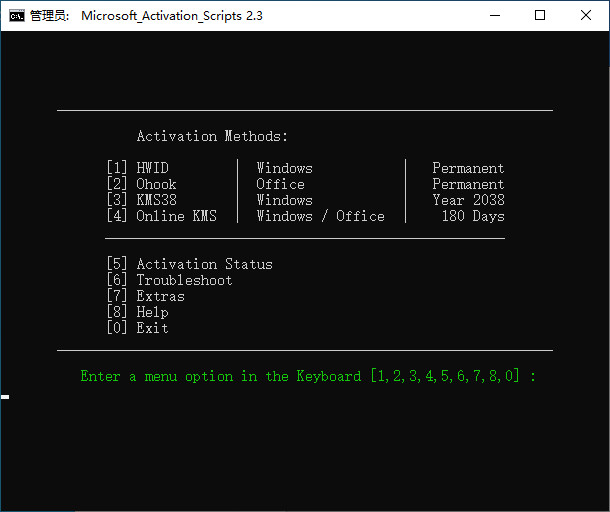 管理员: Microsoft_Activation_Scripts 2.3
Activation Methods:
[1] HWID | Windows | Permanent
[2] Ohook | Office | Permanent
[3] KMS38 | Windows | Year 2038
[4] Online KMS | Windows / Office | 180 Days
[5] Activation Status
[6] Troubleshoot
[7] Extras
[8] Help
[0] Exit
Enter a menu option in the Keyboard [1,2,3,4,5,6,7,8,0] :